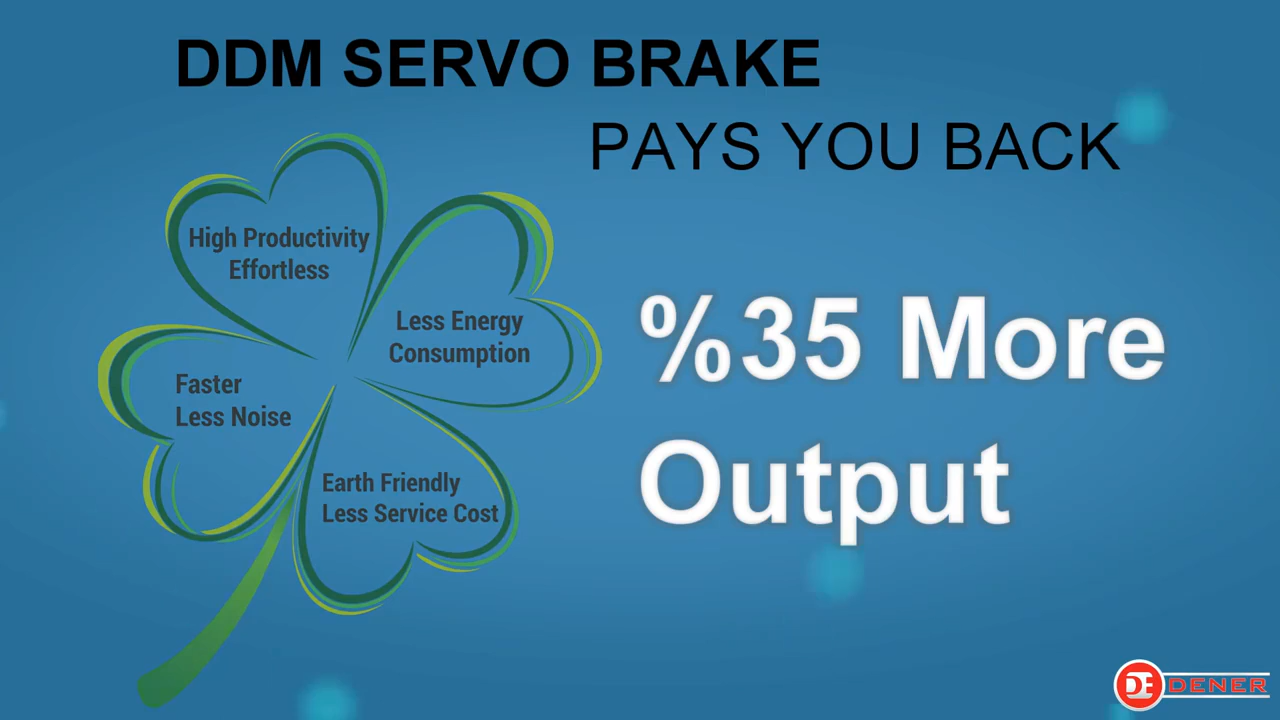 DDM SERVO BRAKE
PAYS YOU BACK
High Productivity
Effortless
Less Energy
Consumption
Faster
Less Noise
Earth Friendly
Less Service Cost
%35 More
Output
DE DENER